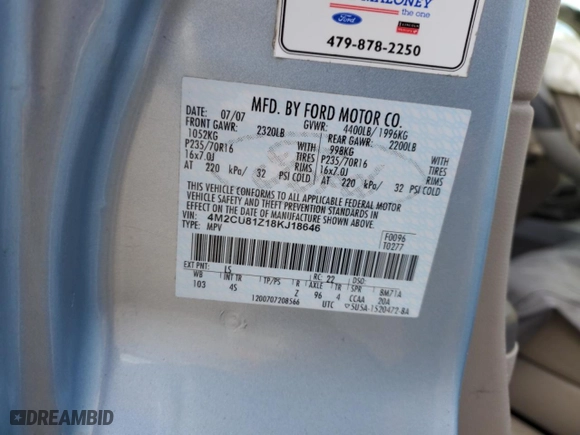 MALONEY
the one
Ford
479-878-2250
MFD. BY FORD MOTOR CO.
DATE: 07/07 GVWR: 4400LB/ 1996KG
FRONT GAWR: 2320LB REAR GAWR: 2200LB
1052KG WITH 998KG WITH
P235/70R16 TIRES P235/70R16 TIRES
16x7.0J RIMS 16x7.0J RIMS
AT 220 kPa/ 32 PSI COLD AT 220 kPa/ 32 PSI COLD
THIS VEHICLE CONFORMS TO ALL APPLICABLE FEDERAL MOTOR
VEHICLE SAFETY AND THEFT PREVENTION STANDARDS IN
EFFECT ON THE DATE OF MANUFACTURE SHOWN ABOVE.
VIN: 4M2CU81Z18KJ18646
TYPE: MPV
F0096
T0277
EXT PNT: LS RC: 22 DSO:
WB INT TR TP/PS R AXLE TR SPR 8M71A
103 4S Z 96 4 CCAA 20A
1200707208566 UTC 5U5A-1520472-BA
DREAMBID